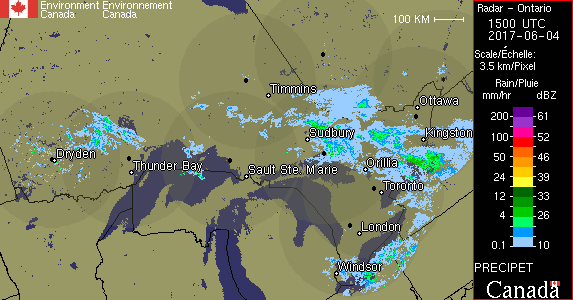 Environment Environnement
Canada Canada
100 KM
Timmins
Ottawa
Sudbury
Kingston
Dryden
Thunder Bay
Sault Ste. Marie
Orillia
Toronto
London
Windsor
Radar - Ontario
1500 UTC
2017-06-04
Scale/Échelle:
3.5 km/Pixel
Rain/Pluie
mm/hr dBZ
200 61
100 52
50 46
24 39
12 33
4 26
0.1 10
PRECIPET
Canada